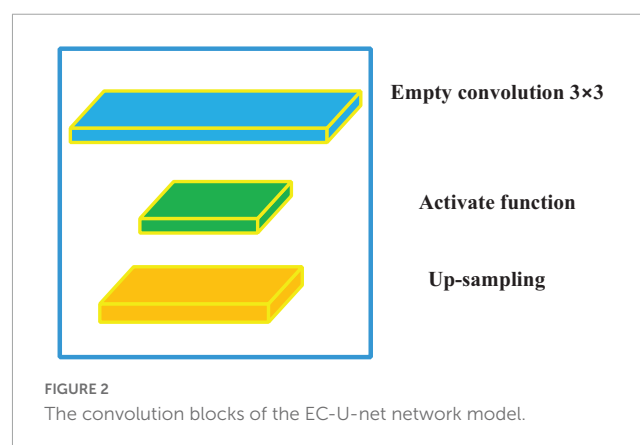 Empty convolution 3×3
Activate function
Up-sampling
FIGURE 2
The convolution blocks of the EC-U-net network model.